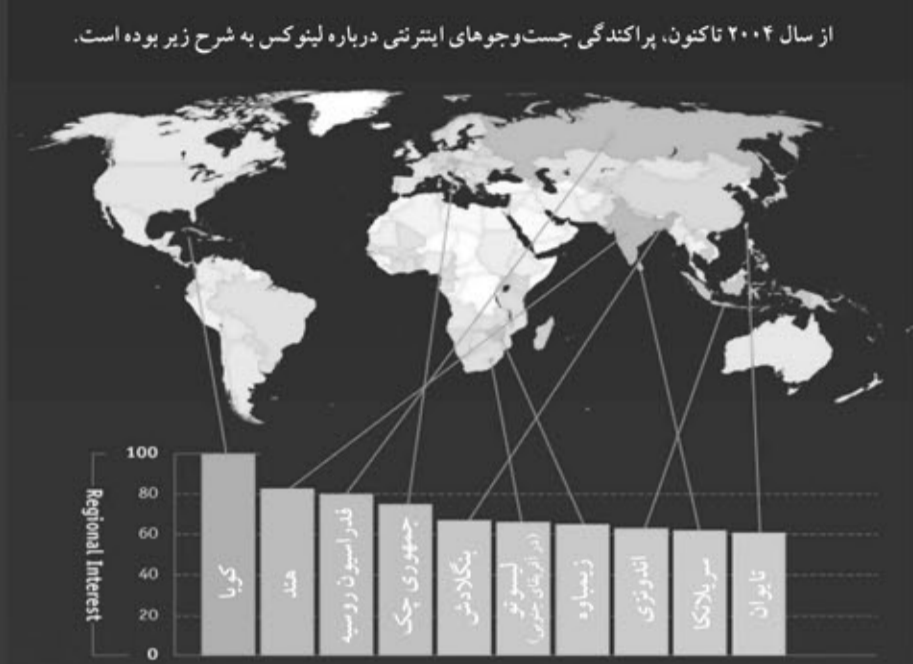 از سال ۲۰۰۴ تاکنون، پراکندگی جست‌وجوهای اینترنتی درباره لینوکس به شرح زیر بوده است.
Regional Interest
100
80
60
40
20
0
کوبا
هند
فدراسیون روسیه
جمهوری چک
بنگلادش
لیسوتو
(در آفریقای جنوبی)
زیمباوه
اندونزی
سریلانکا
تایوان